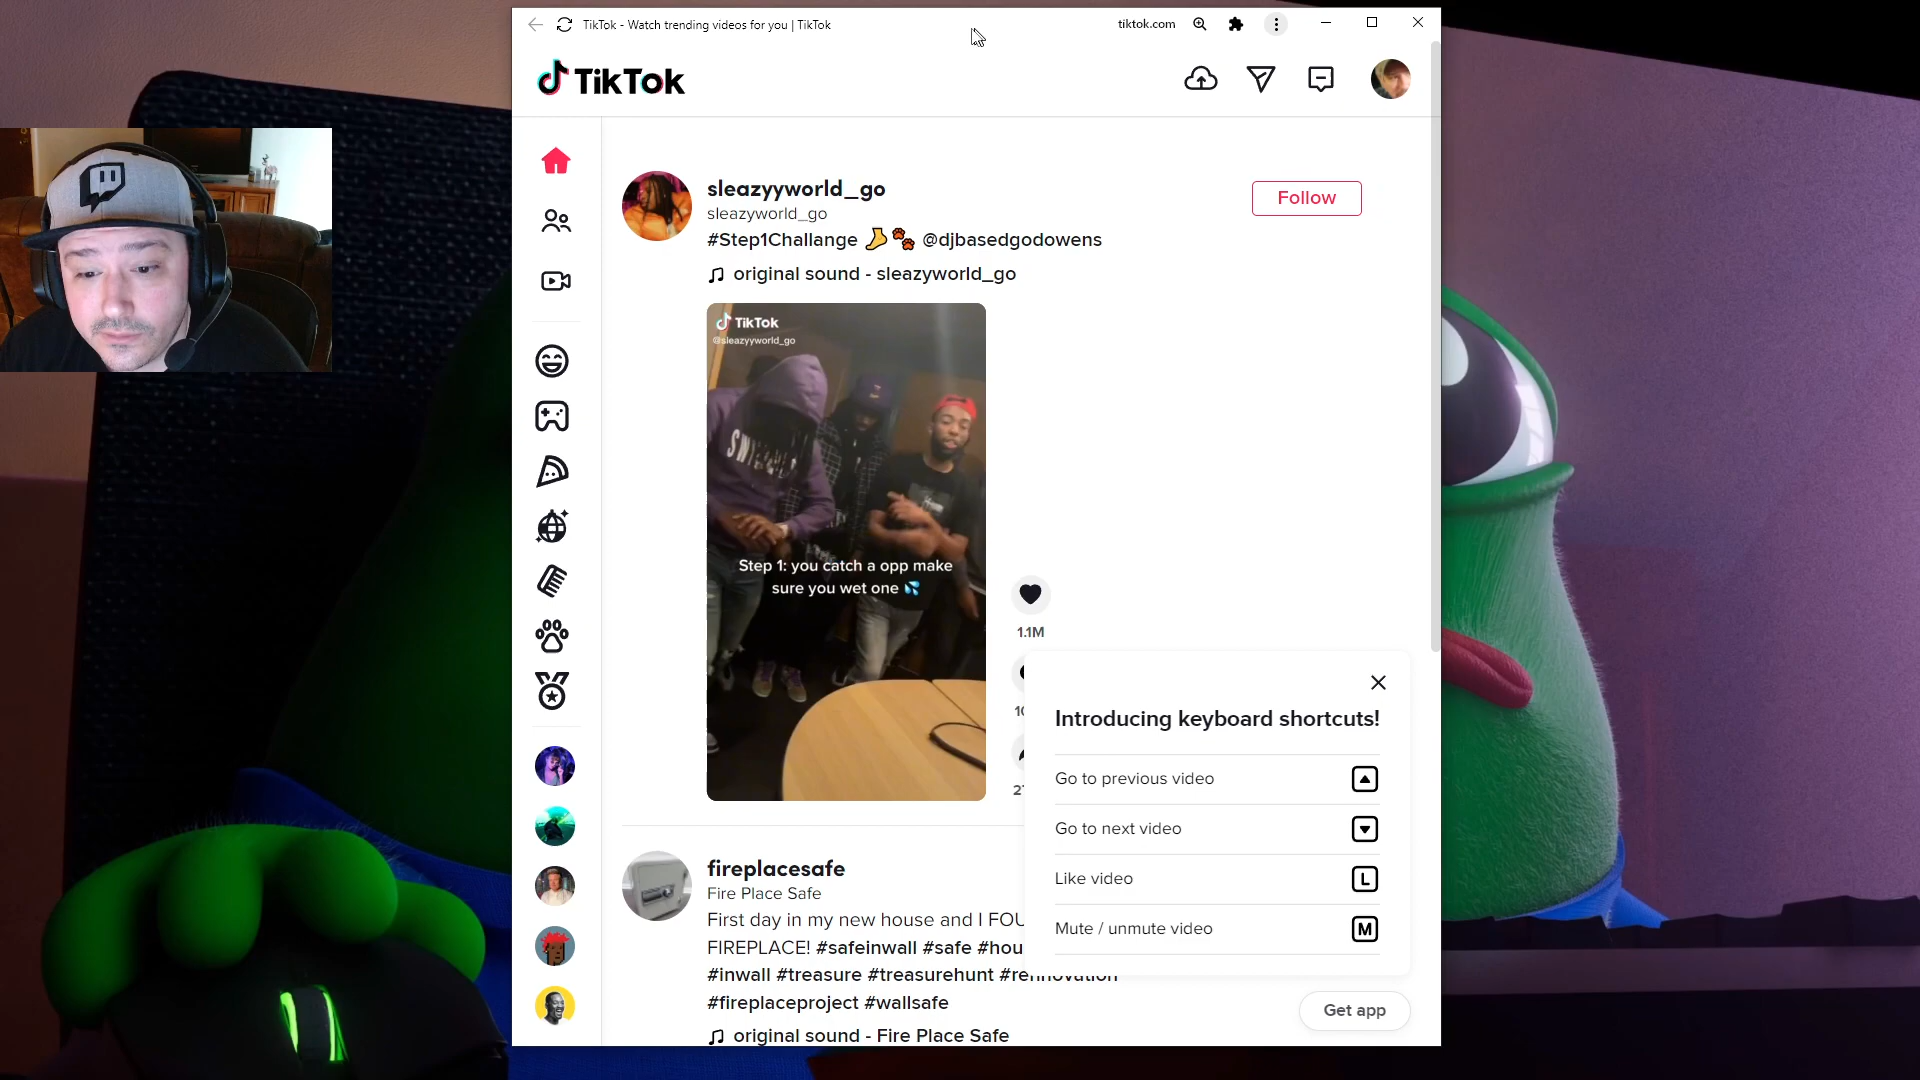 TikTok - Watch trending videos for you | TikTok
tiktok.com
TikTok
sleazyyworld_go
sleazyworld_go
Follow
#Step1Challange 🦶🐾 @djbasedgodowens
original sound - sleazyworld_go
TikTok
@sleazyyworld_go
Step 1: you catch a opp make
sure you wet one 💦
1.1M
Introducing keyboard shortcuts!
Go to previous video
Go to next video
Like video L
Mute / unmute video M
fireplacesafe
Fire Place Safe
First day in my new house and I FOU
FIREPLACE! #safeinwall #safe #hou
#inwall #treasure #treasurehunt #rennovation
#fireplaceproject #wallsafe
original sound - Fire Place Safe
Get app